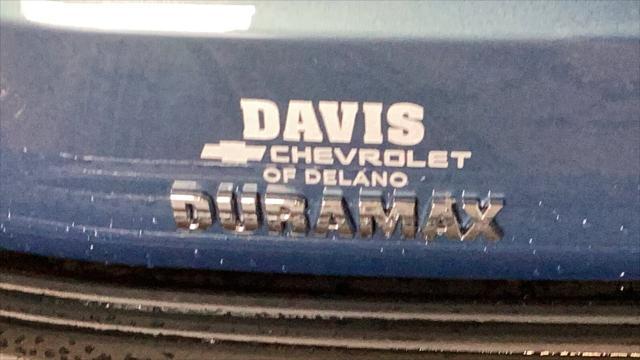 DAVIS
CHEVROLET
OF DELANO
DURAMAX